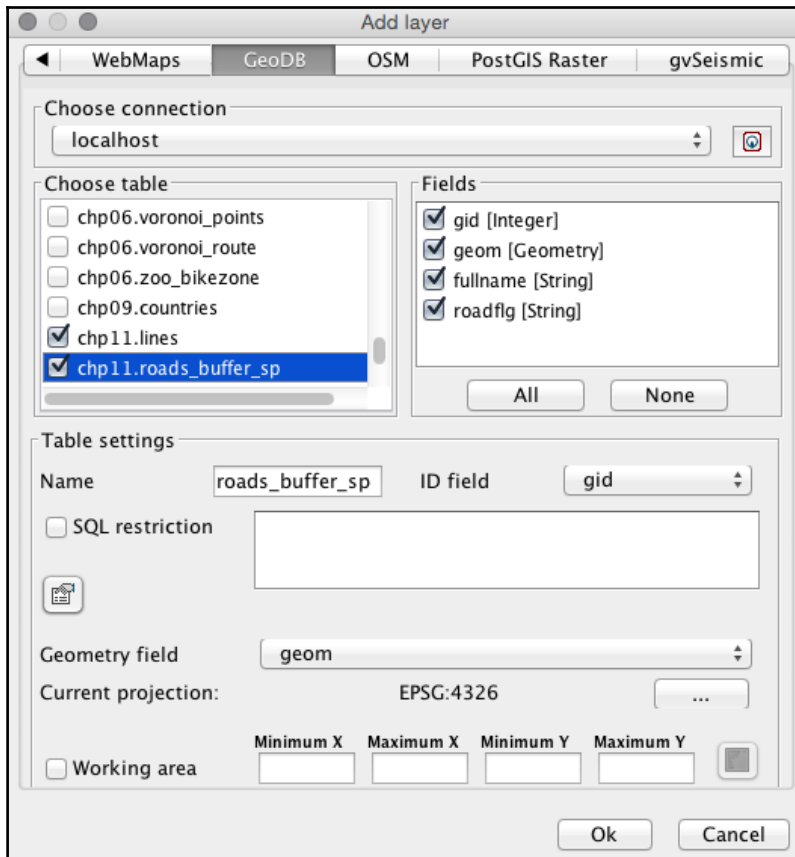 Add layer
WebMaps GeoDB OSM PostGIS Raster gvSeismic
Choose connection
localhost
Choose table
chp06.voronoi_points
chp06.voronoi_route
chp06.zoo_bikezone
chp09.countries
chp11.lines
chp11.roads_buffer_sp
Fields
gid [Integer]
geom [Geometry]
fullname [String]
roadflg [String]
All None
Table settings
Name roads_buffer_sp ID field gid
SQL restriction
Geometry field geom
Current projection: EPSG:4326 ...
Minimum X Maximum X Minimum Y Maximum Y
Working area
Ok Cancel